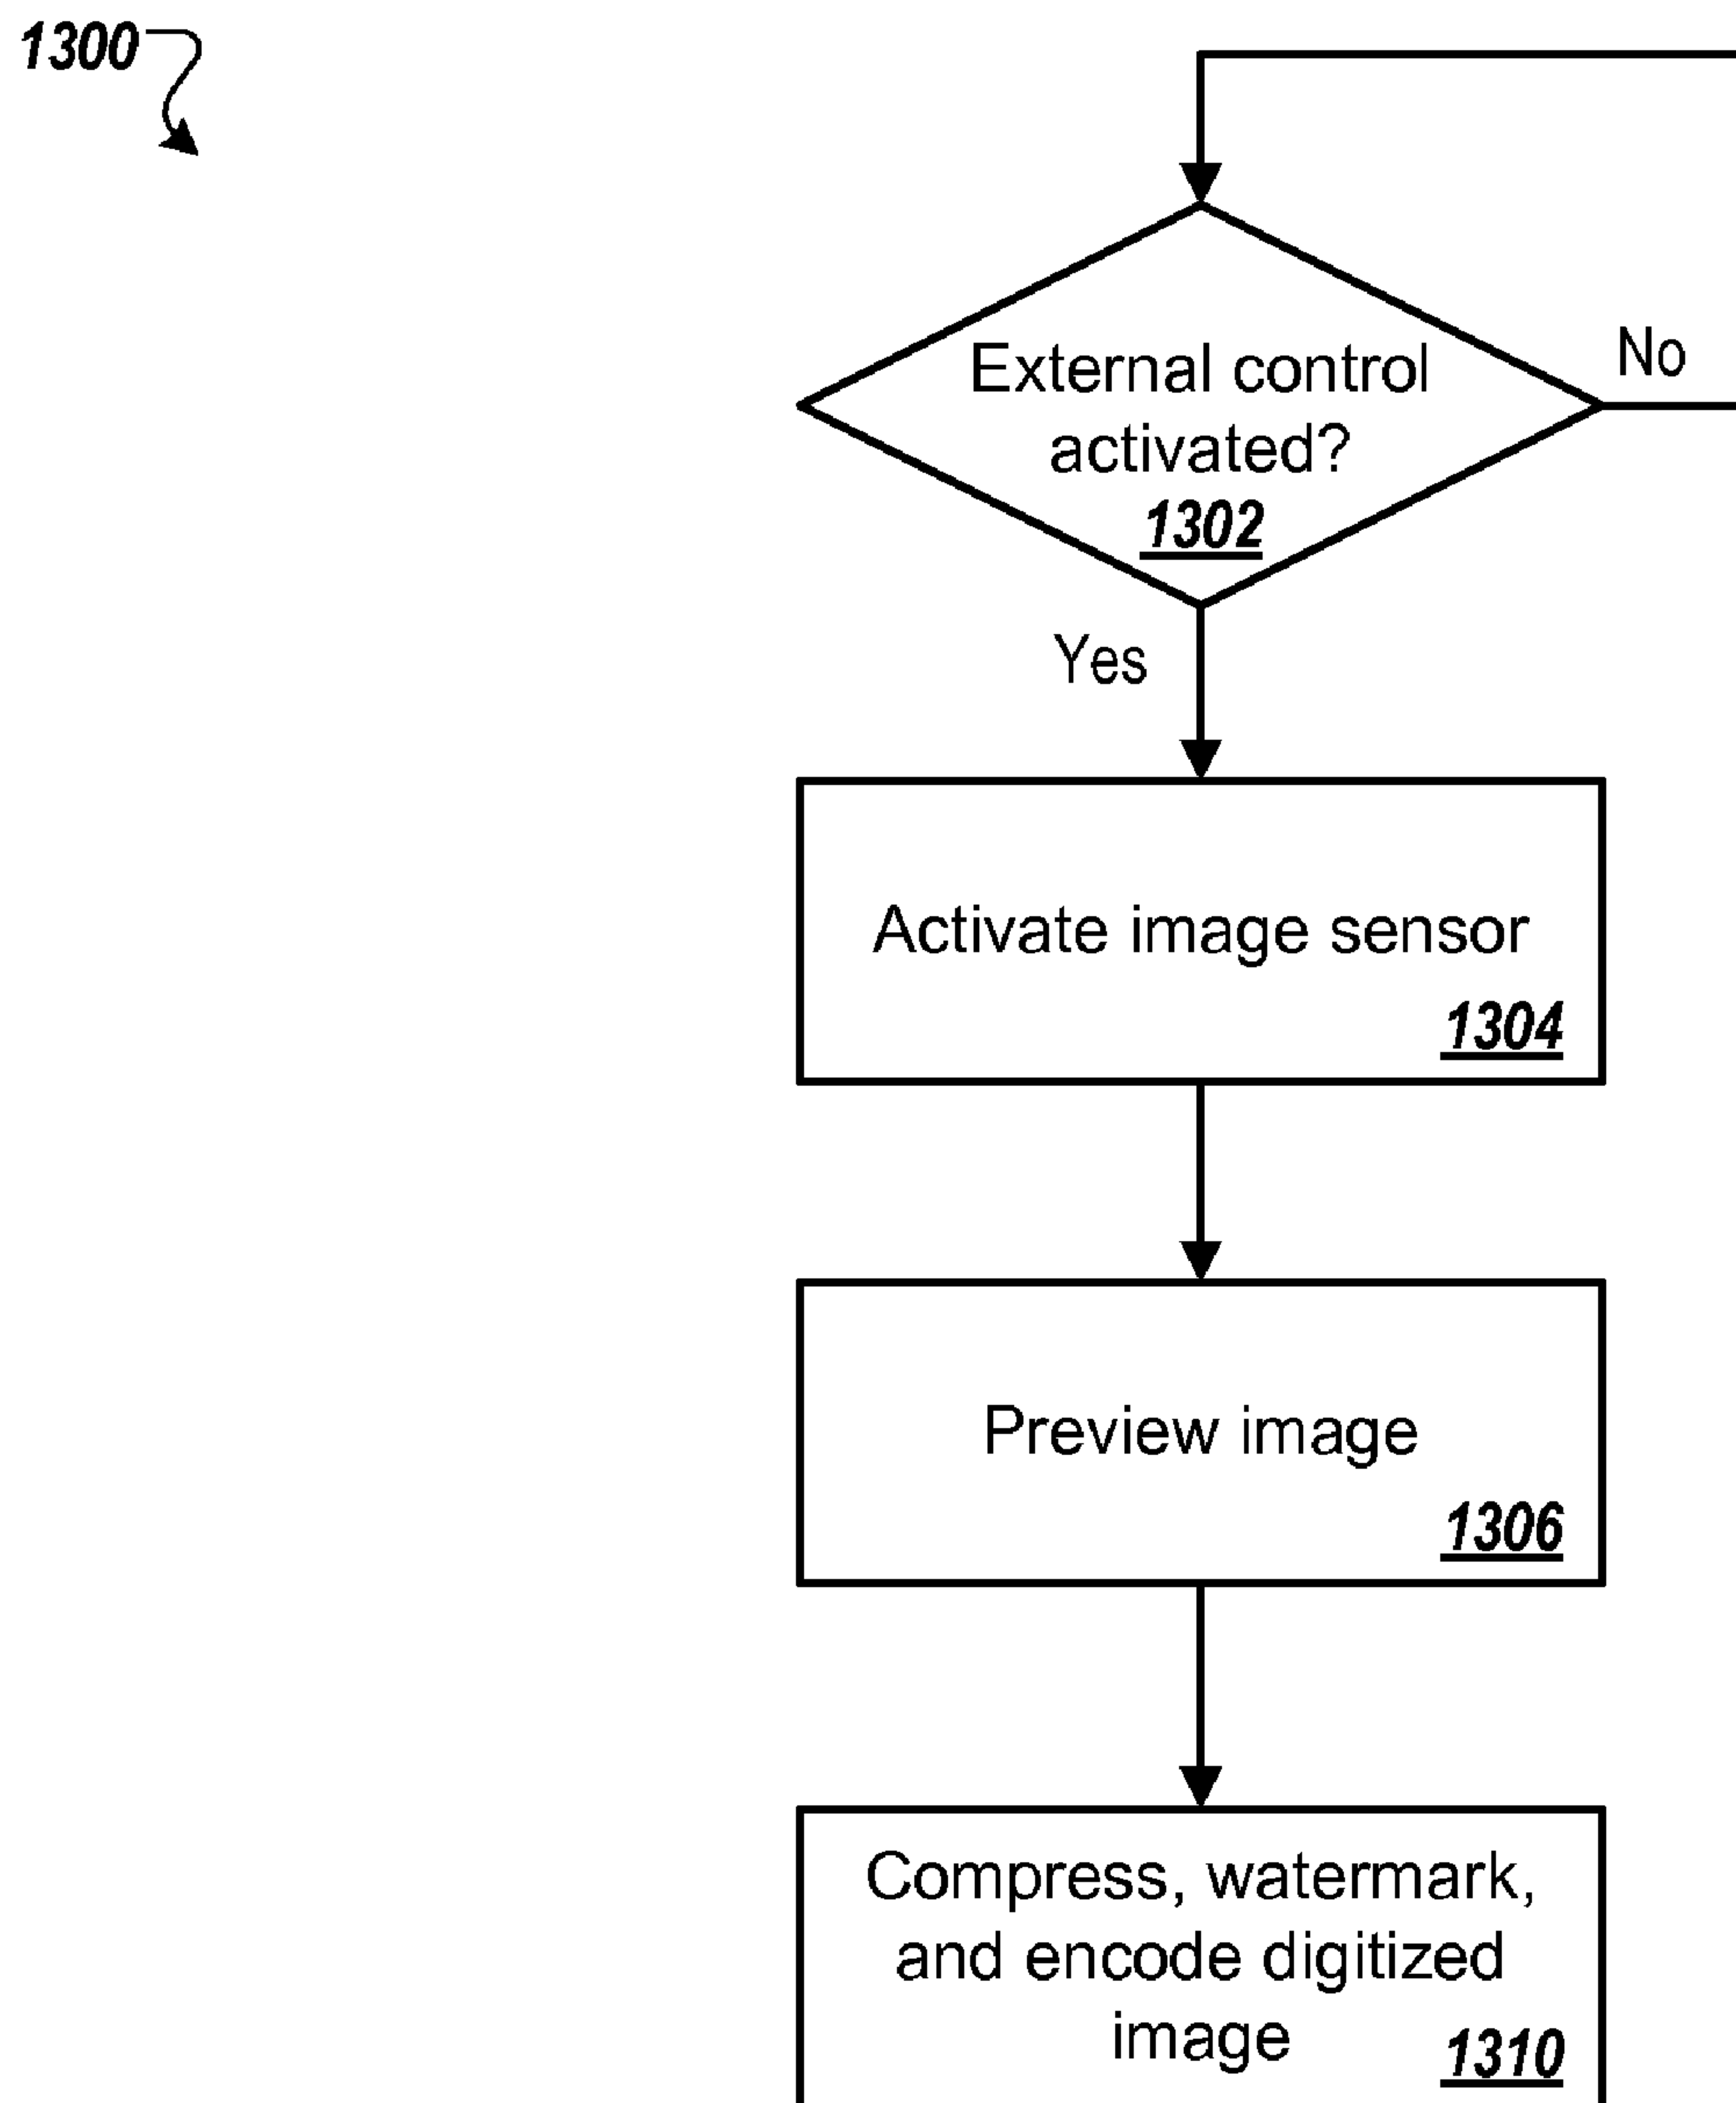 1300
External control
activated?
1302
No
Yes
Activate image sensor
1304
Preview image
1306
Compress, watermark,
and encode digitized
image
1310